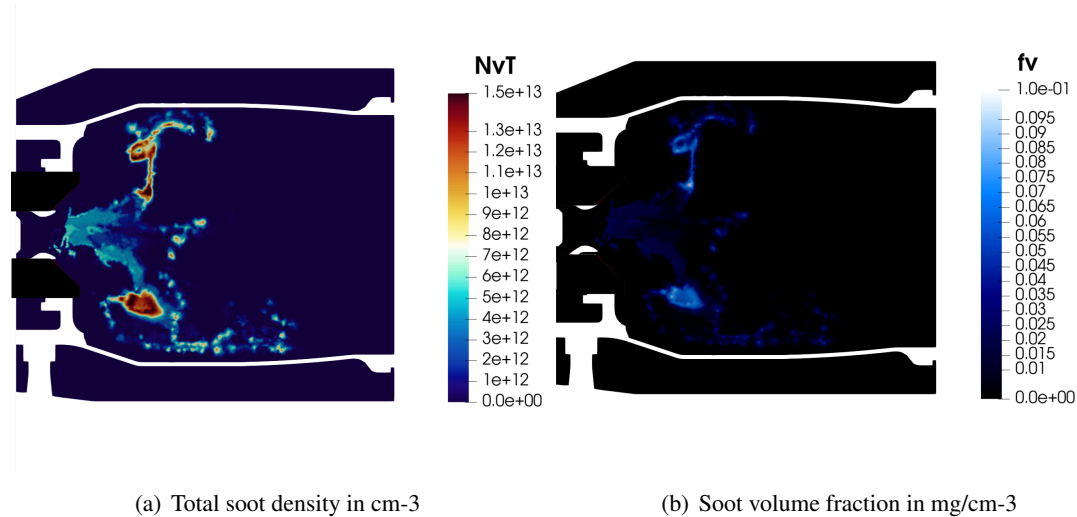 NvT
1.5e+13
1.3e+13
1.2e+13
1.1e+13
1e+13
9e+12
8e+12
7e+12
6e+12
5e+12
4e+12
3e+12
2e+12
1e+12
0.0e+00
fv
1.0e-01
0.095
0.09
0.085
0.08
0.075
0.07
0.065
0.06
0.055
0.05
0.045
0.04
0.035
0.03
0.025
0.02
0.015
0.01
0.0e+00
(a) Total soot density in cm-3
(b) Soot volume fraction in mg/cm-3